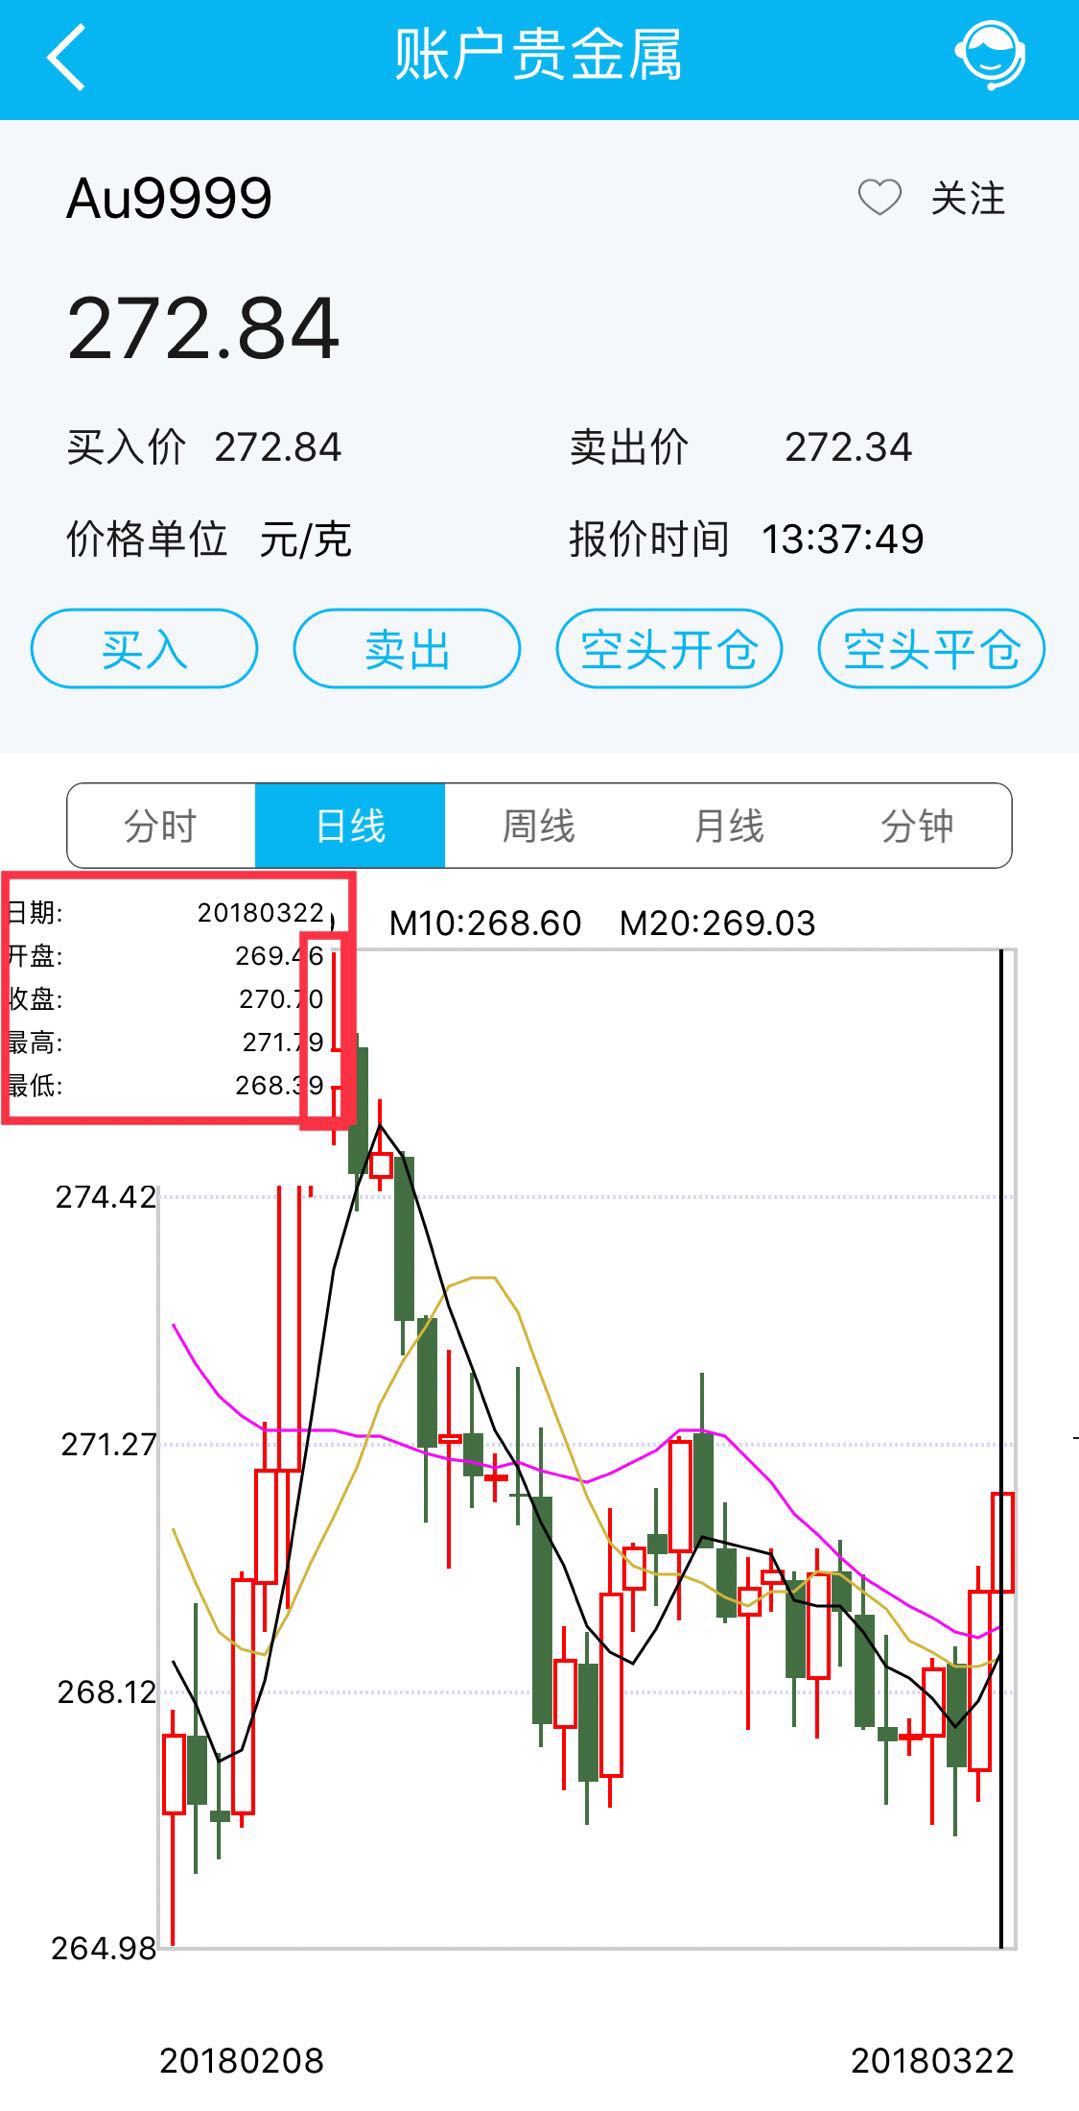 账户贵金属
Au9999
关注
272.84
买入价 272.84 卖出价 272.34
价格单位 元/克 报价时间 13:37:49
买入 卖出 空头开仓 空头平仓
分时 日线 周线 月线 分钟
日期: 20180322
M10:268.60 M20:269.03
开盘: 269.46
收盘: 270.70
最高: 271.79
最低: 268.39
274.42
271.27
268.12
264.98
20180208 20180322